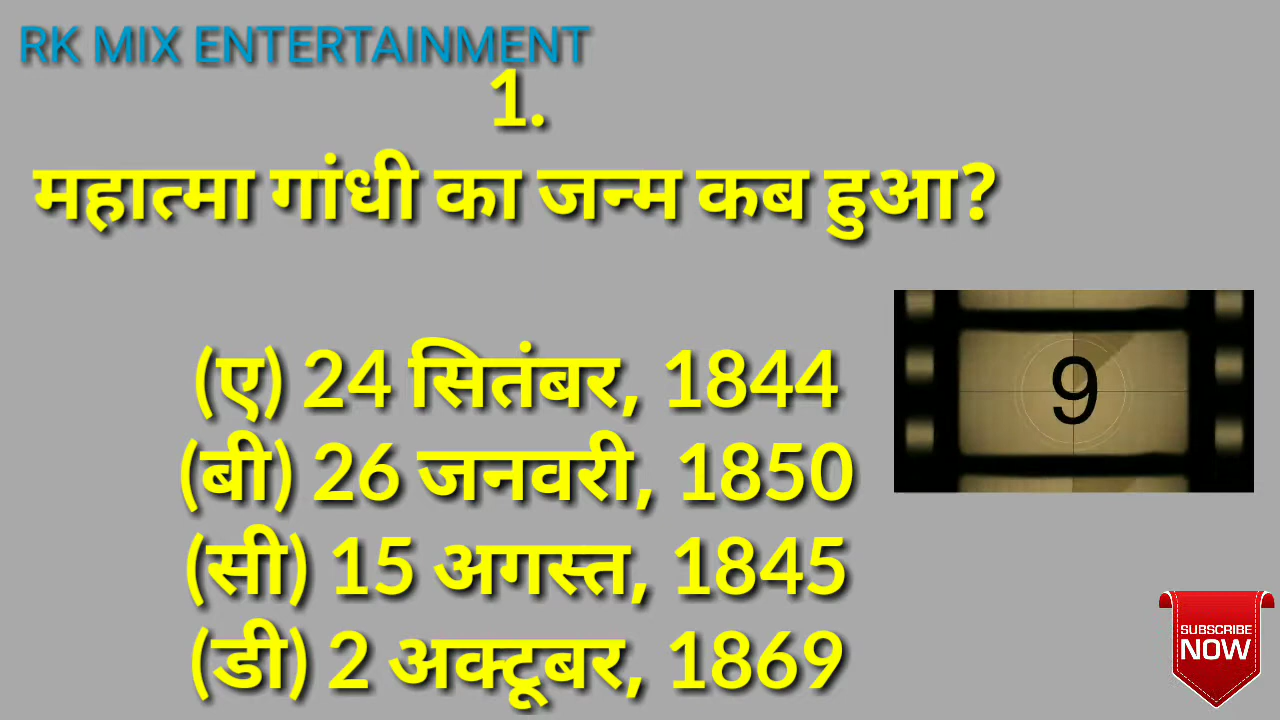 RK MIX ENTERTAINMENT
1.
महात्मा गांधी का जन्म कब हुआ?
(ए) 24 सितंबर, 1844
(बी) 26 जनवरी, 1850
(सी) 15 अगस्त, 1845
(डी) 2 अक्टूबर, 1869
9
SUBSCRIBE
NOW